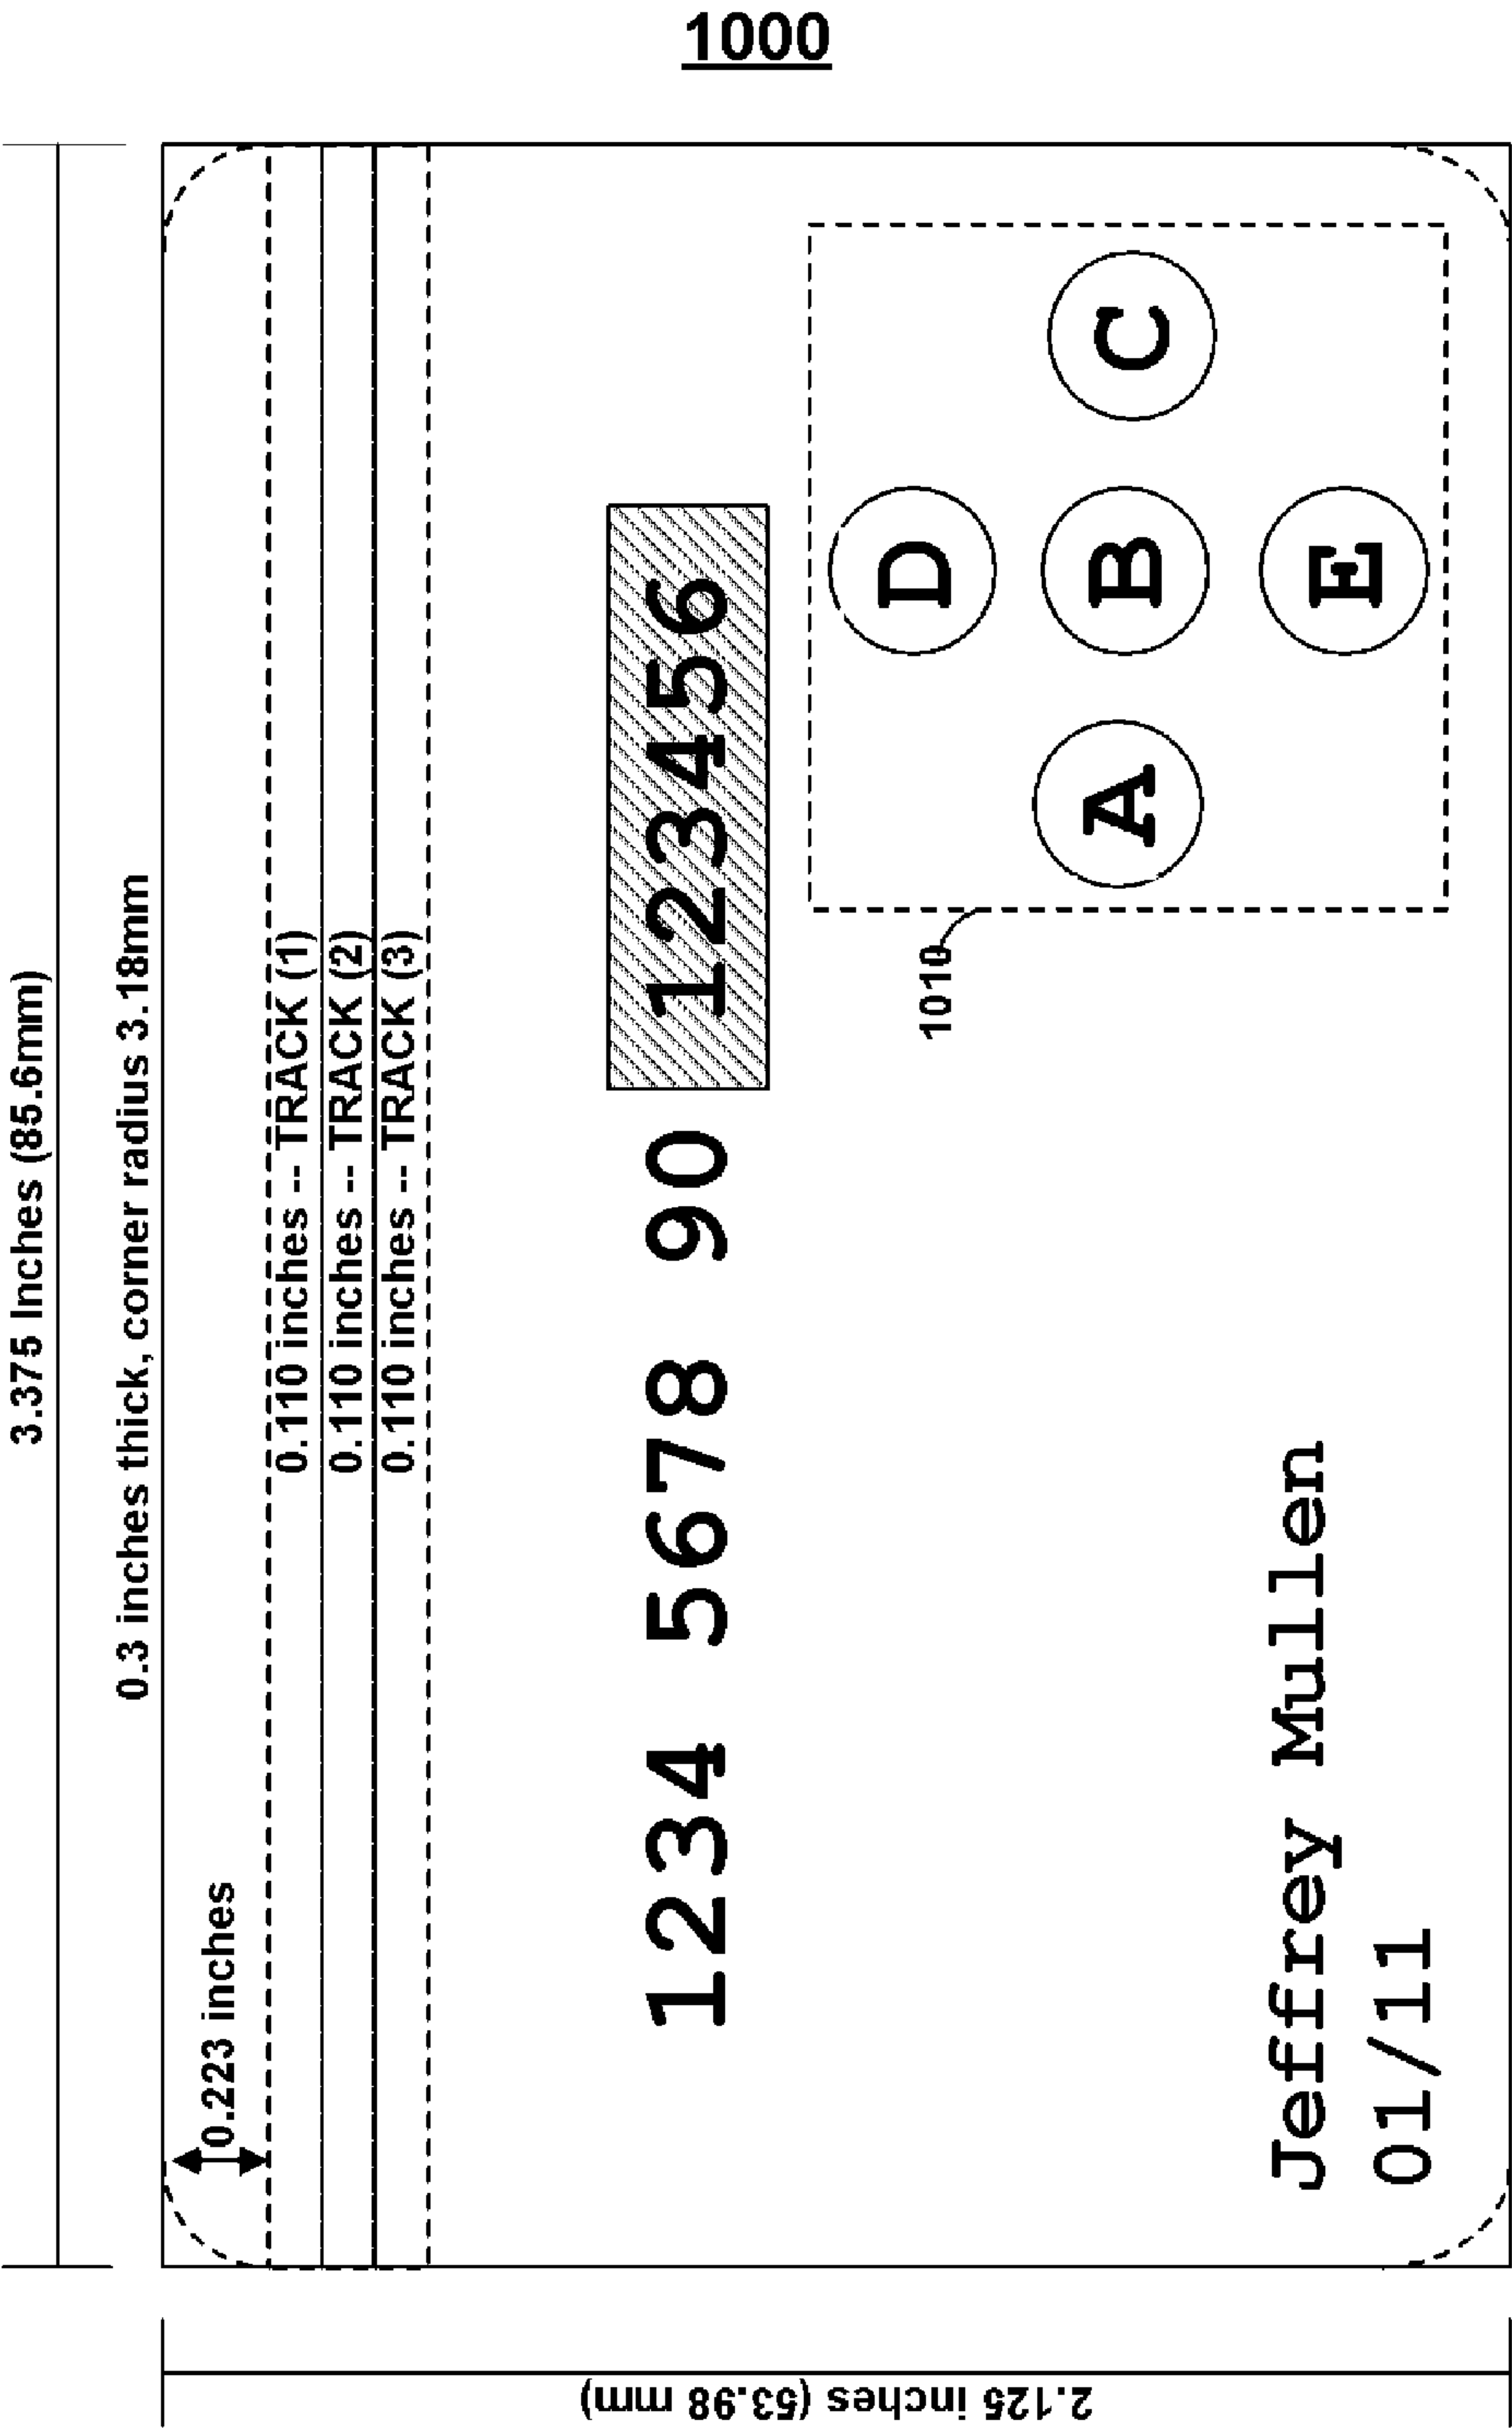 1000
3.375 Inches (85.6mm)
0.3 inches thick, corner radius 3.18mm
0.223 inches
0.110 inches -- TRACK (1)
0.110 inches -- TRACK (2)
0.110 inches -- TRACK (3)
1234 5678 90 123456
1010
D
A B C
E
Jeffrey Mullen
01/11
2.125 inches (53.98 mm)